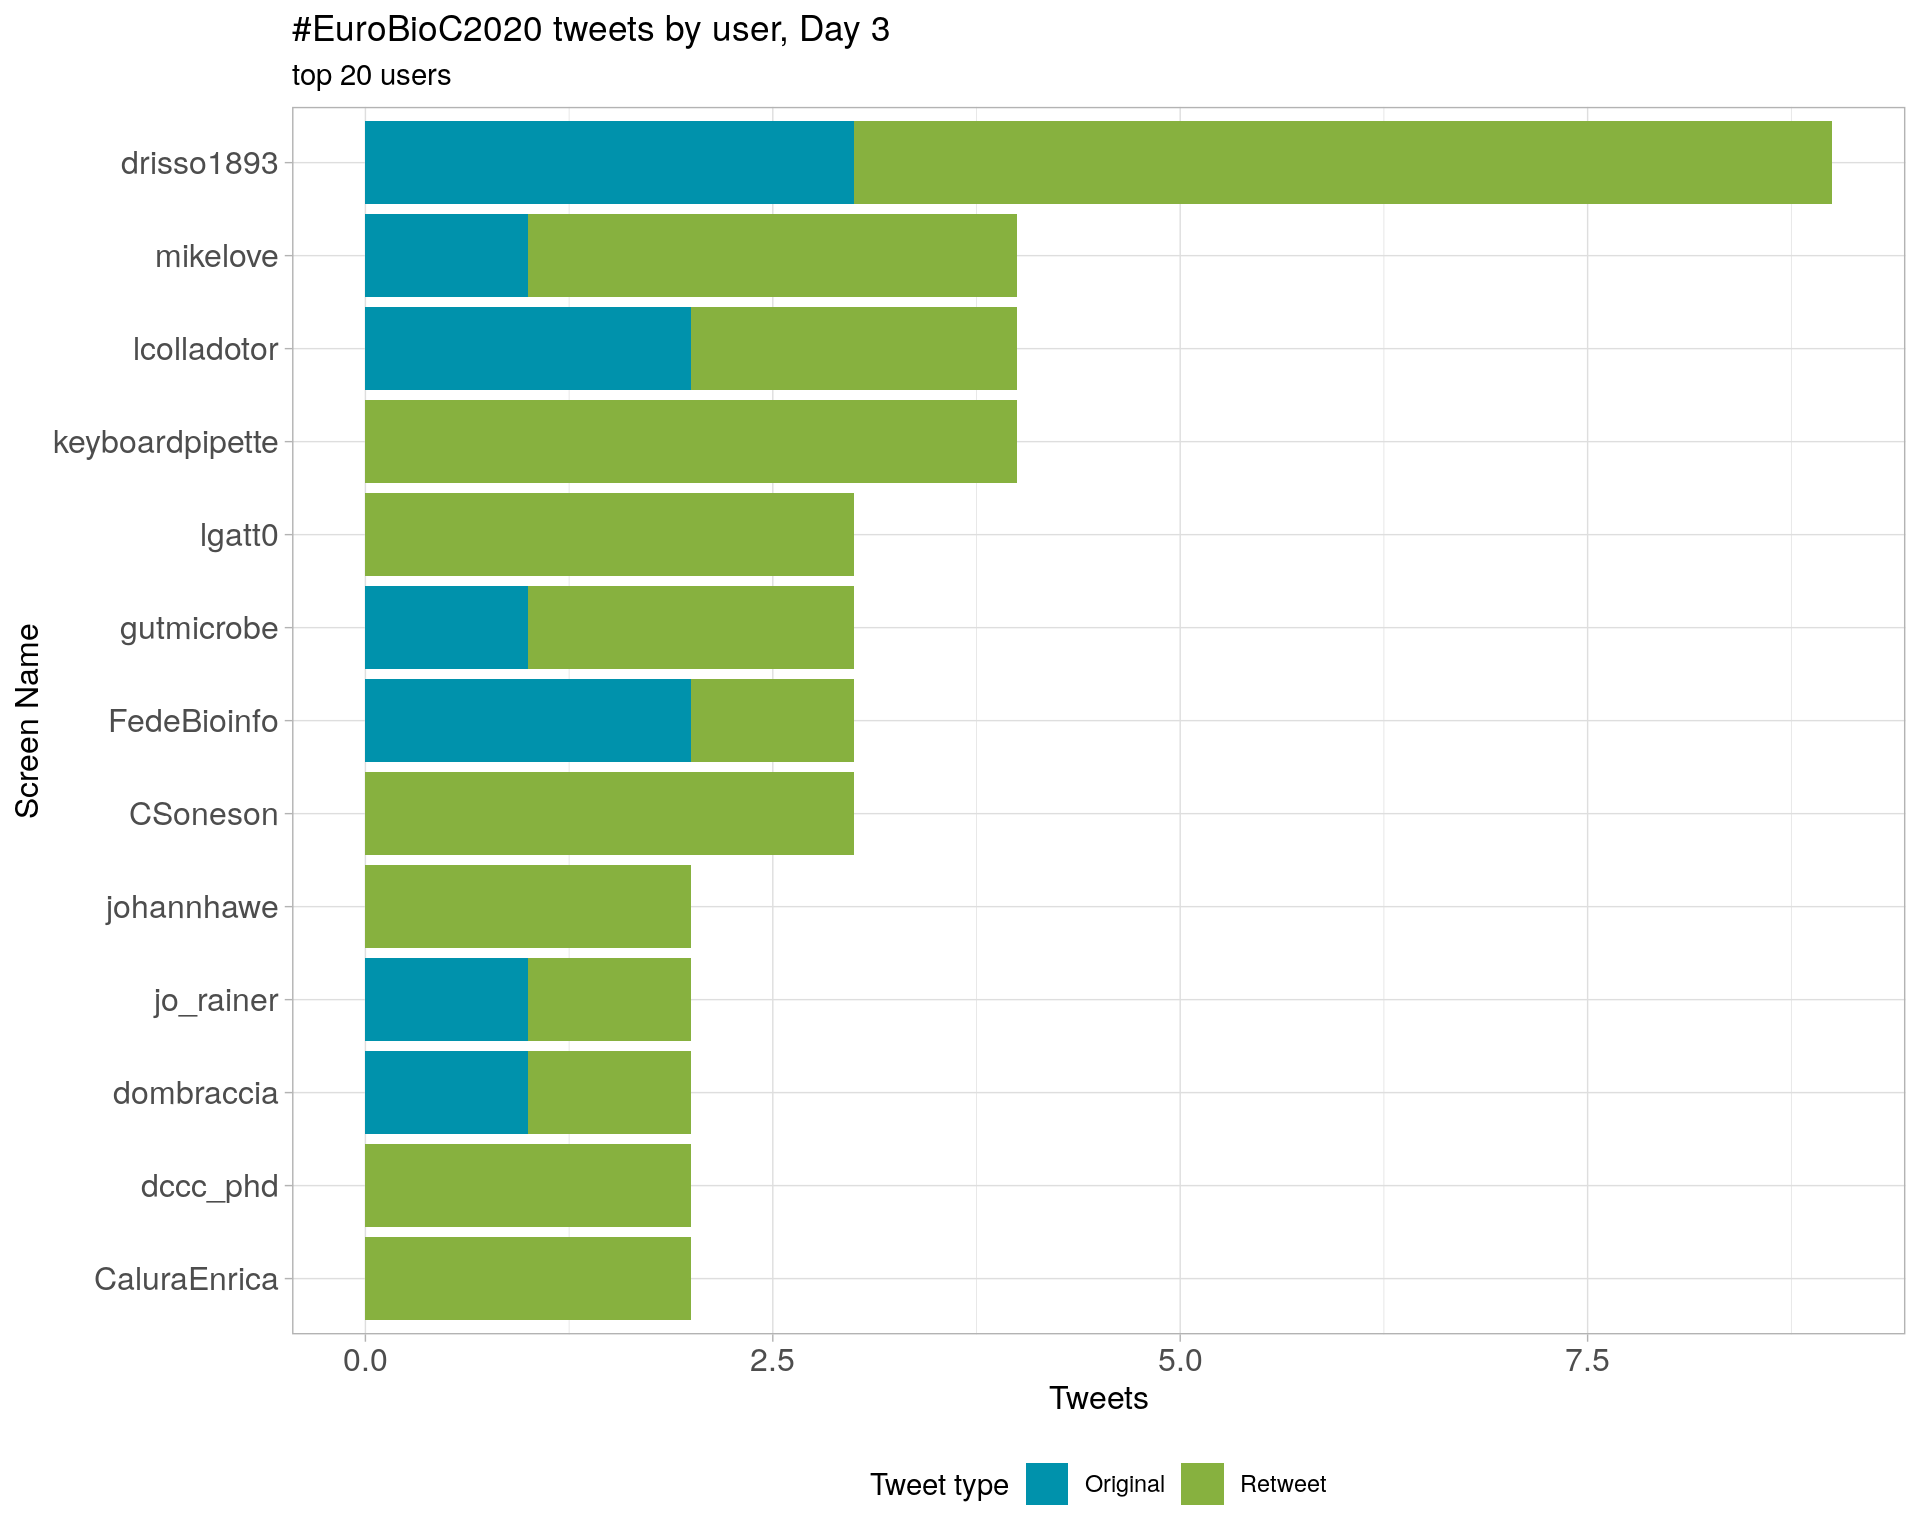 #EuroBioC2020 tweets by user, Day 3
top 20 users
Screen Name
drisso1893
mikelove
lcolladotor
keyboardpipette
lgatt0
gutmicrobe
FedeBioinfo
CSoneson
johannhawe
jo_rainer
dombraccia
dccc_phd
CaluraEnrica
0.0 2.5 5.0 7.5
Tweets
Tweet type Original Retweet